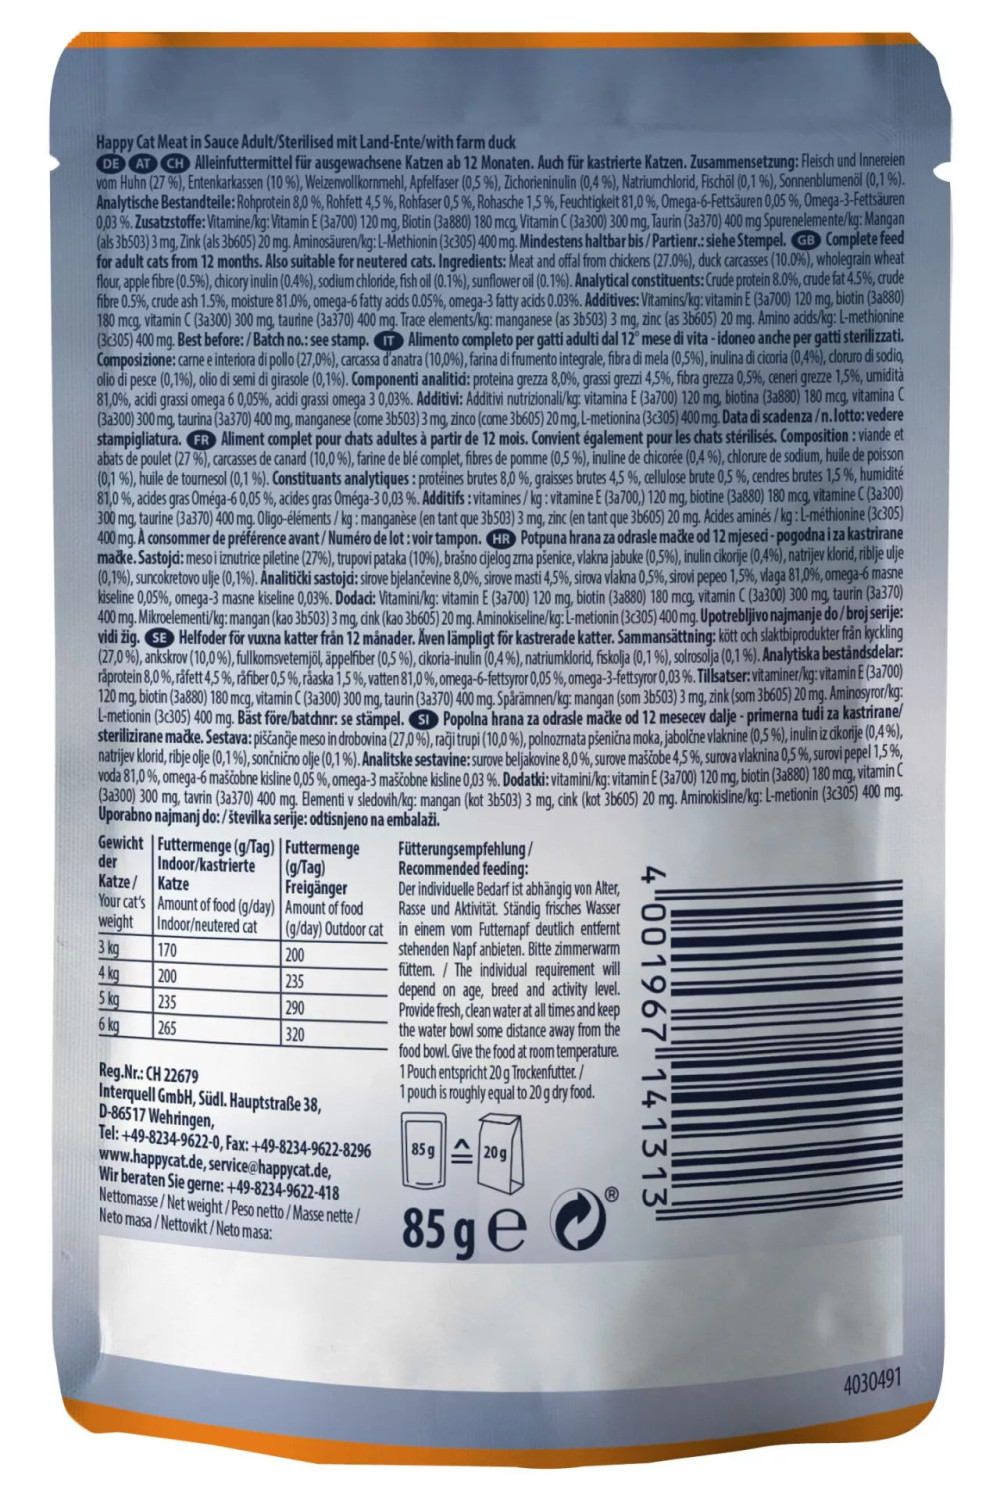 Happy Cat Meat in Sauce Adult/Sterilised mit Land-Ente/with farm duck
DE AT CH Alleinfuttermittel für ausgewachsene Katzen ab 12 Monaten. Auch für kastrierte Katzen. Zusammensetzung: Fleisch und Innereien
vom Huhn (27 %), Entenkarkassen (10 %), Weizenvollkornmehl, Apfelfaser (0,5 %), Zichorieninulin (0,4 %), Natriumchlorid, Fischöl (0,1 %), Sonnenblumenöl (0,1 %).
Analytische Bestandteile: Rohprotein 8,0 %, Rohfett 4,5 %, Rohfaser 0,5 %, Rohasche 1,5 %, Feuchtigkeit 81,0 %, Omega-6-Fettsäuren 0,05 %, Omega-3-Fettsäuren
0,03 %. Zusatzstoffe: Vitamine/kg: Vitamin E (3a700) 120 mg, Biotin (3a880) 180 mcg, Vitamin C (3a300) 300 mg, Taurin (3a370) 400 mg Spurenelemente/kg: Mangan
(als 3b503) 3 mg, Zink (als 3b605) 20 mg. Aminosäuren/kg: L-Methionin (3c305) 400 mg. Mindestens haltbar bis / Partienr.: siehe Stempel. GB Complete feed
for adult cats from 12 months. Also suitable for neutered cats. Ingredients: Meat and offal from chickens (27.0%), duck carcasses (10.0%), wholegrain wheat
flour, apple fibre (0.5%), chicory inulin (0.4%), sodium chloride, fish oil (0.1%), sunflower oil (0.1%). Analytical constituents: Crude protein 8.0%, crude fat 4.5%, crude
fibre 0.5%, crude ash 1.5%, moisture 81.0%, omega-6 fatty acids 0.05%, omega-3 fatty acids 0.03%. Additives: Vitamins/kg: vitamin E (3a700) 120 mg, biotin (3a880)
180 mcg, vitamin C (3a300) 300 mg, taurine (3a370) 400 mg. Trace elements/kg: manganese (as 3b503) 3 mg, zinc (as 3b605) 20 mg. Amino acids/kg: L-methionine
(3c305) 400 mg. Best before: / Batch no.: see stamp. IT Alimento completo per gatti adulti dal 12° mese di vita - idoneo anche per gatti sterilizzati.
Composizione: carne e interiora di pollo (27,0%), carcassa d'anatra (10,0%), farina di frumento integrale, fibra di mela (0,5%), inulina di cicoria (0,4%), cloruro di sodio,
olio di pesce (0,1%), olio di semi di girasole (0,1%). Componenti analitici: proteina grezza 8,0%, grassi grezzi 4,5%, fibra grezza 0,5%, ceneri grezze 1,5%, umidità
81,0%, acidi grassi omega 6 0,05%, acidi grassi omega 3 0,03%. Additivi: Additivi nutrizionali/kg: vitamina E (3a700) 120 mg, biotina (3a880) 180 mcg, vitamina C
(3a300) 300 mg, taurina (3a370) 400 mg, manganese (come 3b503) 3 mg, zinco (come 3b605) 20 mg, L-metionina (3c305) 400 mg. Data di scadenza / n. lotto: vedere
stampigliatura. FR Aliment complet pour chats adultes à partir de 12 mois. Convient également pour les chats stérilisés. Composition : viande et
abats de poulet (27 %), carcasses de canard (10,0 %), farine de blé complet, fibres de pomme (0,5 %), inuline de chicorée (0,4 %), chlorure de sodium, huile de poisson
(0,1 %), huile de tournesol (0,1 %). Constituants analytiques : protéines brutes 8,0 %, graisses brutes 4,5 %, cellulose brute 0,5 %, cendres brutes 1,5 %, humidité
81,0 %, acides gras Oméga-6 0,05 %, acides gras Oméga-3 0,03 %. Additifs : vitamines / kg : vitamine E (3a700,) 120 mg, biotine (3a880) 180 mcg, vitamine C (3a300)
300 mg, taurine (3a370) 400 mg. Oligo-éléments / kg : manganèse (en tant que 3b503) 3 mg, zinc (en tant que 3b605) 20 mg. Acides aminés / kg : L-méthionine (3c305)
400 mg. À consommer de préférence avant / Numéro de lot : voir tampon. HR Potpuna hrana za odrasle mačke od 12 mjeseci - pogodna i za kastrirane
mačke. Sastojci: meso i iznutrice piletine (27%), trupovi pataka (10%), brašno cijelog zrna pšenice, vlakna jabuke (0,5%), inulin cikorije (0,4%), natrijev klorid, riblje ulje
(0,1%), suncokretovo ulje (0,1%). Analitički sastojci: sirove bjelančevine 8,0%, sirove masti 4,5%, sirova vlakna 0,5%, sirovi pepeo 1,5%, vlaga 81,0%, omega-6 masne
kiseline 0,05%, omega-3 masne kiseline 0,03%. Dodaci: Vitamini/kg: vitamin E (3a700) 120 mg, biotin (3a880) 180 mcg, vitamin C (3a300) 300 mg, taurin (3a370)
400 mg. Mikroelementi/kg: mangan (kao 3b503) 3 mg, cink (kao 3b605) 20 mg. Aminokiseline/kg: L-metionin (3c305) 400 mg. Upotrebljivo najmanje do / broj serije:
vidi žig. SE Helfoder för vuxna katter från 12 månader. Även lämpligt för kastrerade katter. Sammansättning: kött och slaktbiprodukter från kyckling
(27,0 %), ankskrov (10,0 %), fullkornsvetemjöl, äppelfiber (0,5 %), cikoria-inulin (0,4 %), natriumklorid, fiskolja (0,1 %), solrosolja (0,1 %). Analytiska beståndsdelar:
råprotein 8,0 %, råfett 4,5 %, råfiber 0,5 %, råaska 1,5 %, vatten 81,0 %, omega-6-fettsyror 0,05 %, omega-3-fettsyror 0,03 %. Tillsatser: vitaminer/kg: vitamin E (3a700)
120 mg, biotin (3a880) 180 mcg, vitamin C (3a300) 300 mg, taurin (3a370) 400 mg. Spårämnen/kg: mangan (som 3b503) 3 mg, zink (som 3b605) 20 mg. Aminosyror/kg:
L-metionin (3c305) 400 mg. Bäst före/batchnr: se stämpel. SI Popolna hrana za odrasle mačke od 12 mesecev dalje - primerna tudi za kastrirane/
sterilizirane mačke. Sestava: piščančje meso in drobovina (27,0 %), račji trupi (10,0 %), polnozrnata pšenična moka, jabolčne vlaknine (0,5 %), inulin iz cikorije (0,4 %),
natrijev klorid, ribje olje (0,1 %), sončnično olje (0,1 %). Analitske sestavine: surove beljakovine 8,0 %, surove maščobe 4,5 %, surova vlaknina 0,5 %, surovi pepel 1,5 %,
voda 81,0 %, omega-6 maščobne kisline 0,05 %, omega-3 maščobne kisline 0,03 %. Dodatki: vitamini/kg: vitamin E (3a700) 120 mg, biotin (3a880) 180 mcg, vitamin C
(3a300) 300 mg, tavrin (3a370) 400 mg. Elementi v sledovih/kg: mangan (kot 3b503) 3 mg, cink (kot 3b605) 20 mg. Aminokisline/kg: L-metionin (3c305) 400 mg.
Uporabno najmanj do: / številka serije: odtisnjeno na embalaži.
Gewicht der Katze / Your cat's weight | Futtermenge (g/Tag) Indoor/kastrierte Katze Amount of food (g/day) Indoor/neutered cat | Futtermenge (g/Tag) Freigänger Amount of food (g/day) Outdoor cat
3 kg 170 200
4 kg 200 235
5 kg 235 290
6 kg 265 320
Fütterungsempfehlung /
Recommended feeding:
Der individuelle Bedarf ist abhängig von Alter,
Rasse und Aktivität. Ständig frisches Wasser
in einem vom Futternapf deutlich entfernt
stehenden Napf anbieten. Bitte zimmerwarm
füttern. / The individual requirement will
depend on age, breed and activity level.
Provide fresh, clean water at all times and keep
the water bowl some distance away from the
food bowl. Give the food at room temperature.
1 Pouch entspricht 20 g Trockenfutter. /
1 pouch is roughly equal to 20 g dry food.
85 g 20 g
Reg.Nr.: CH 22679
Interquell GmbH, Südl. Hauptstraße 38,
D-86517 Wehringen,
Tel: +49-8234-9622-0, Fax: +49-8234-9622-8296
www.happycat.de, service@happycat.de,
Wir beraten Sie gerne: +49-8234-9622-418
Nettomasse / Net weight / Peso netto / Masse nette /
Neto masa / Nettovikt / Neto masa:
85 g e ®
4 001967 141313
4030491